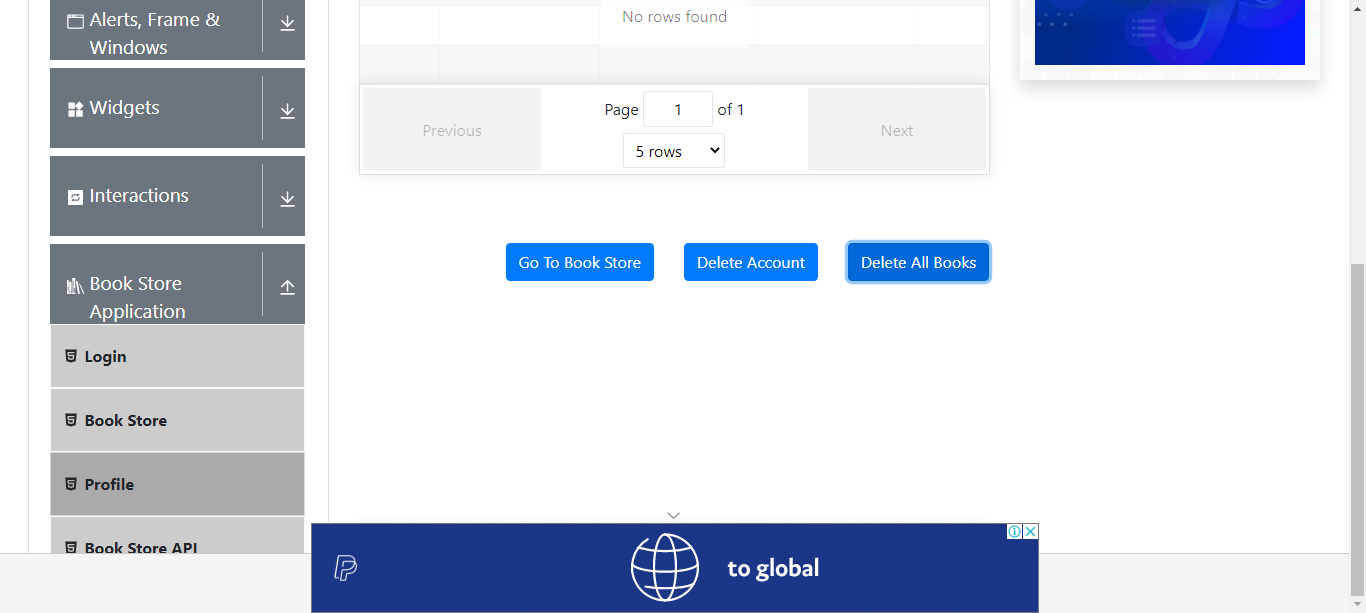 Alerts, Frame &
Windows
Widgets
Interactions
Book Store
Application
Login
Book Store
Profile
Book Store API
No rows found
Previous
Page 1 of 1
5 rows
Next
Go To Book Store
Delete Account
Delete All Books
to global